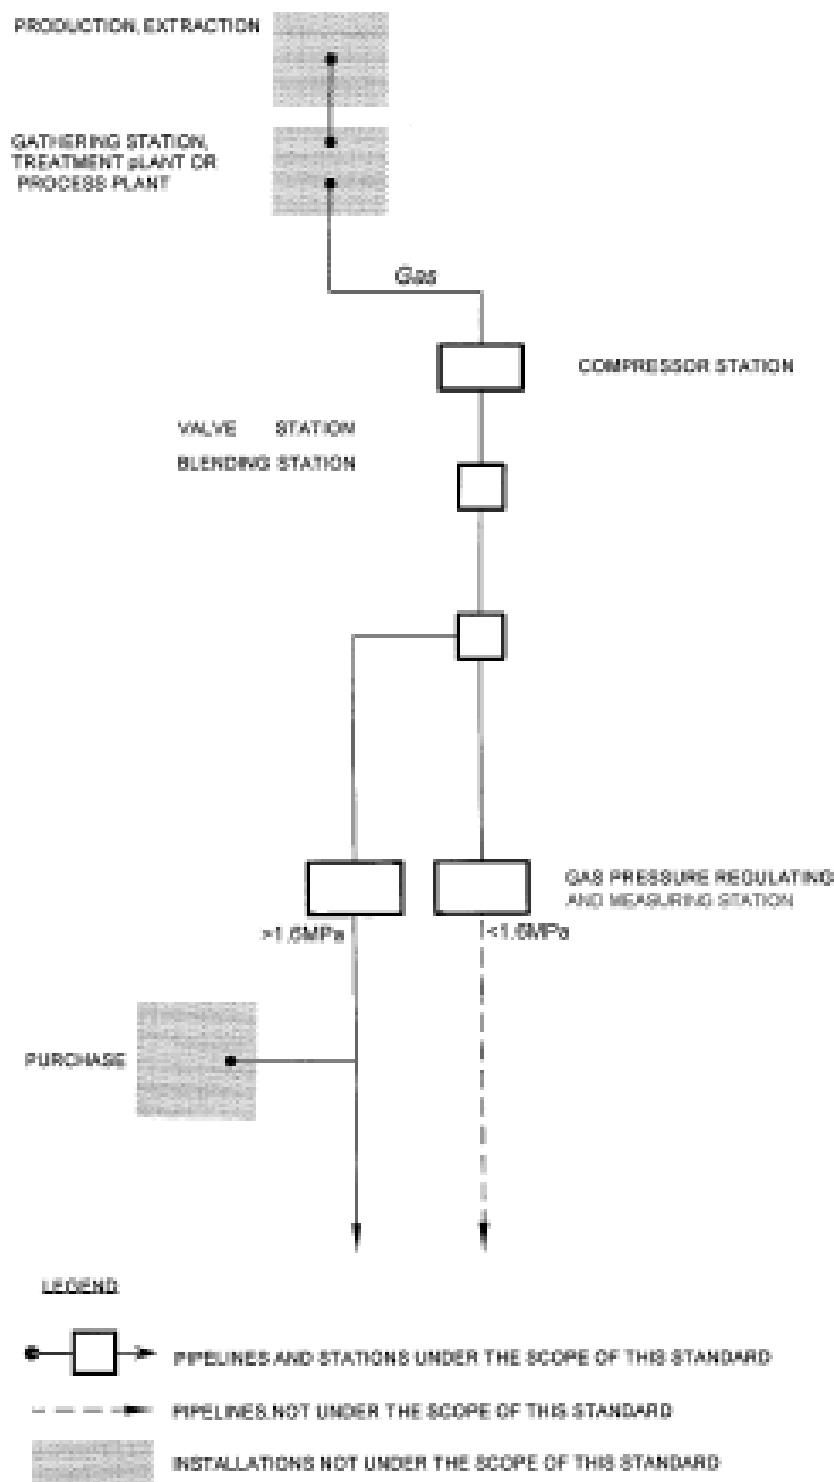 PRODUCTION, EXTRACTION
GATHERING STATION,
TREATMENT pLANT OR
PROCESS PLANT
Gas
COMPRESSOR STATION
VALVE STATION
BLENDING STATION
GAS PRESSURE REGULATING
AND MEASURING STATION
>1.6MPa
<1.6MPa
PURCHASE
LEGEND
PIPELINES AND STATIONS UNDER THE SCOPE OF THIS STANDARD
PIPELINES NOT UNDER THE SCOPE OF THIS STANDARD
INSTALLATIONS NOT UNDER THE SCOPE OF THIS STANDARD